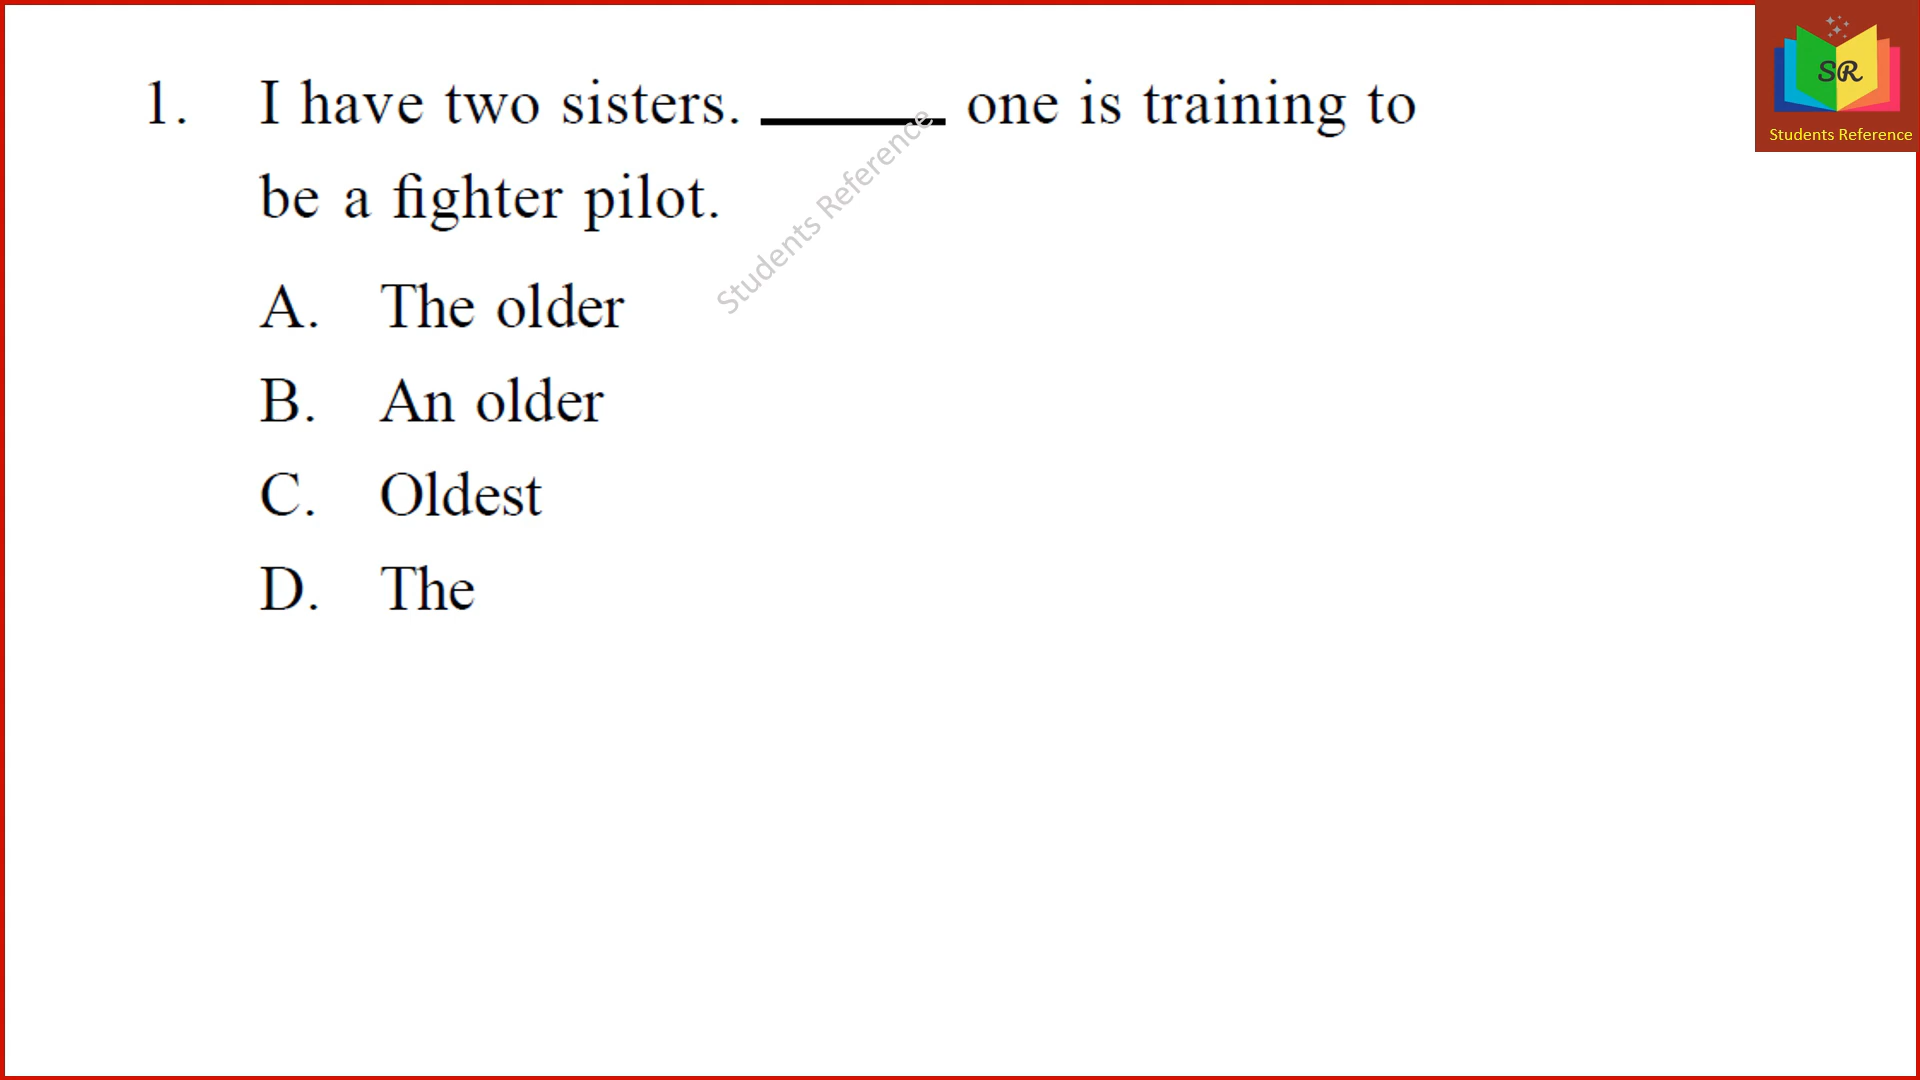 SR
Students Reference
1. I have two sisters. ______ one is training to
be a fighter pilot.
Students Reference
A. The older
B. An older
C. Oldest
D. The